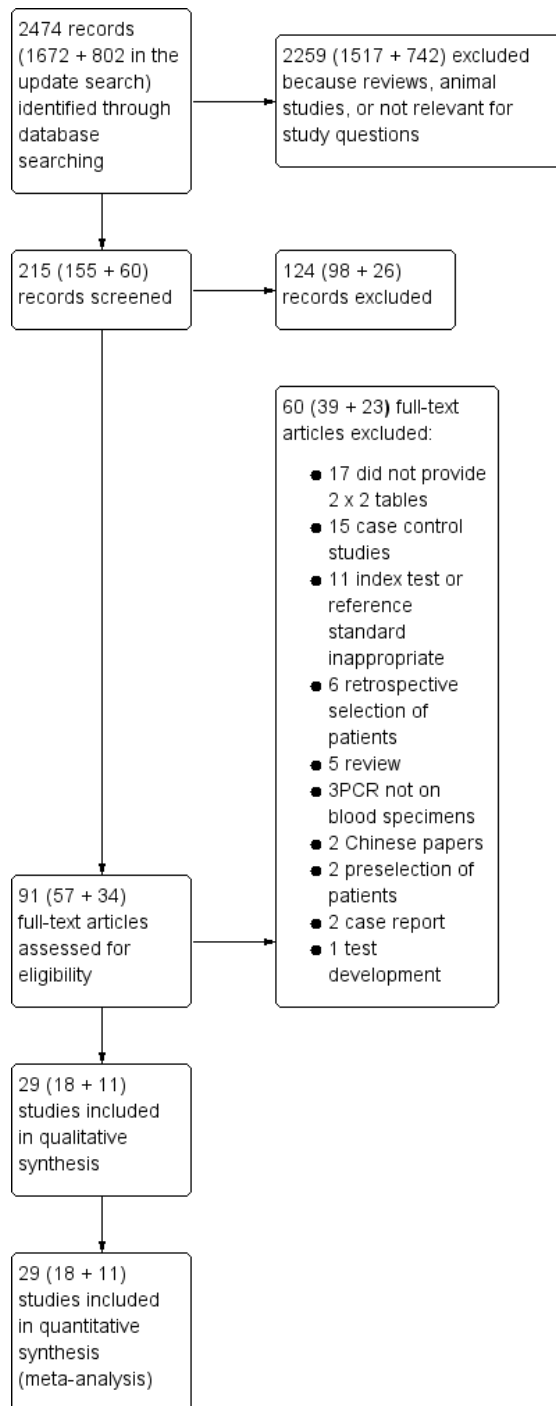 2474 records
(1672 + 802 in the
update search)
identified through
database
searching
2259 (1517 + 742) excluded
because reviews, animal
studies, or not relevant for
study questions
215 (155 + 60)
records screened
124 (98 + 26)
records excluded
60 (39 + 23) full-text
articles excluded:
● 17 did not provide
2 x 2 tables
● 15 case control
studies
● 11 index test or
reference
standard
inappropriate
● 6 retrospective
selection of
patients
● 5 review
● 3PCR not on
blood specimens
● 2 Chinese papers
● 2 preselection of
patients
● 2 case report
● 1 test
development
91 (57 + 34)
full-text articles
assessed for
eligibility
29 (18 + 11)
studies included
in qualitative
synthesis
29 (18 + 11)
studies included
in quantitative
synthesis
(meta-analysis)